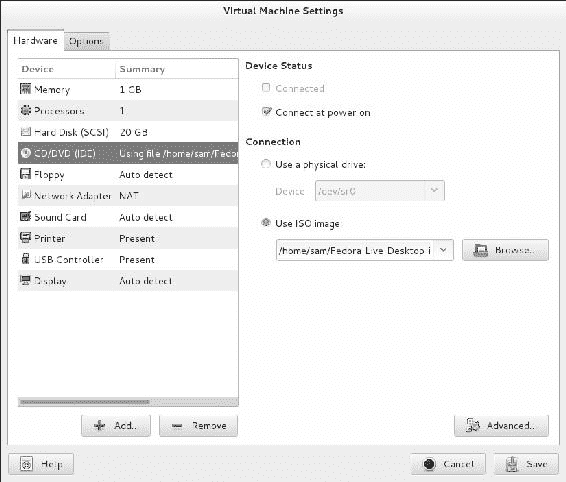 Virtual Machine Settings
Hardware Options
Device Summary
Memory 1 GB
Processors 1
Hard Disk (SCSI) 20 GB
CD/DVD (IDE) Using file /home/sam/Fedor
Floppy Auto detect
Network Adapter NAT
Sound Card Auto detect
Printer Present
USB Controller Present
Display Auto detect
Add...
Remove
Device Status
Connected
Connect at power on
Connection
Use a physical drive:
Device: /dev/sr0
Use ISO image:
/home/sam/Fedora Live Desktop i
Browse...
Advanced...
Help
Cancel
Save